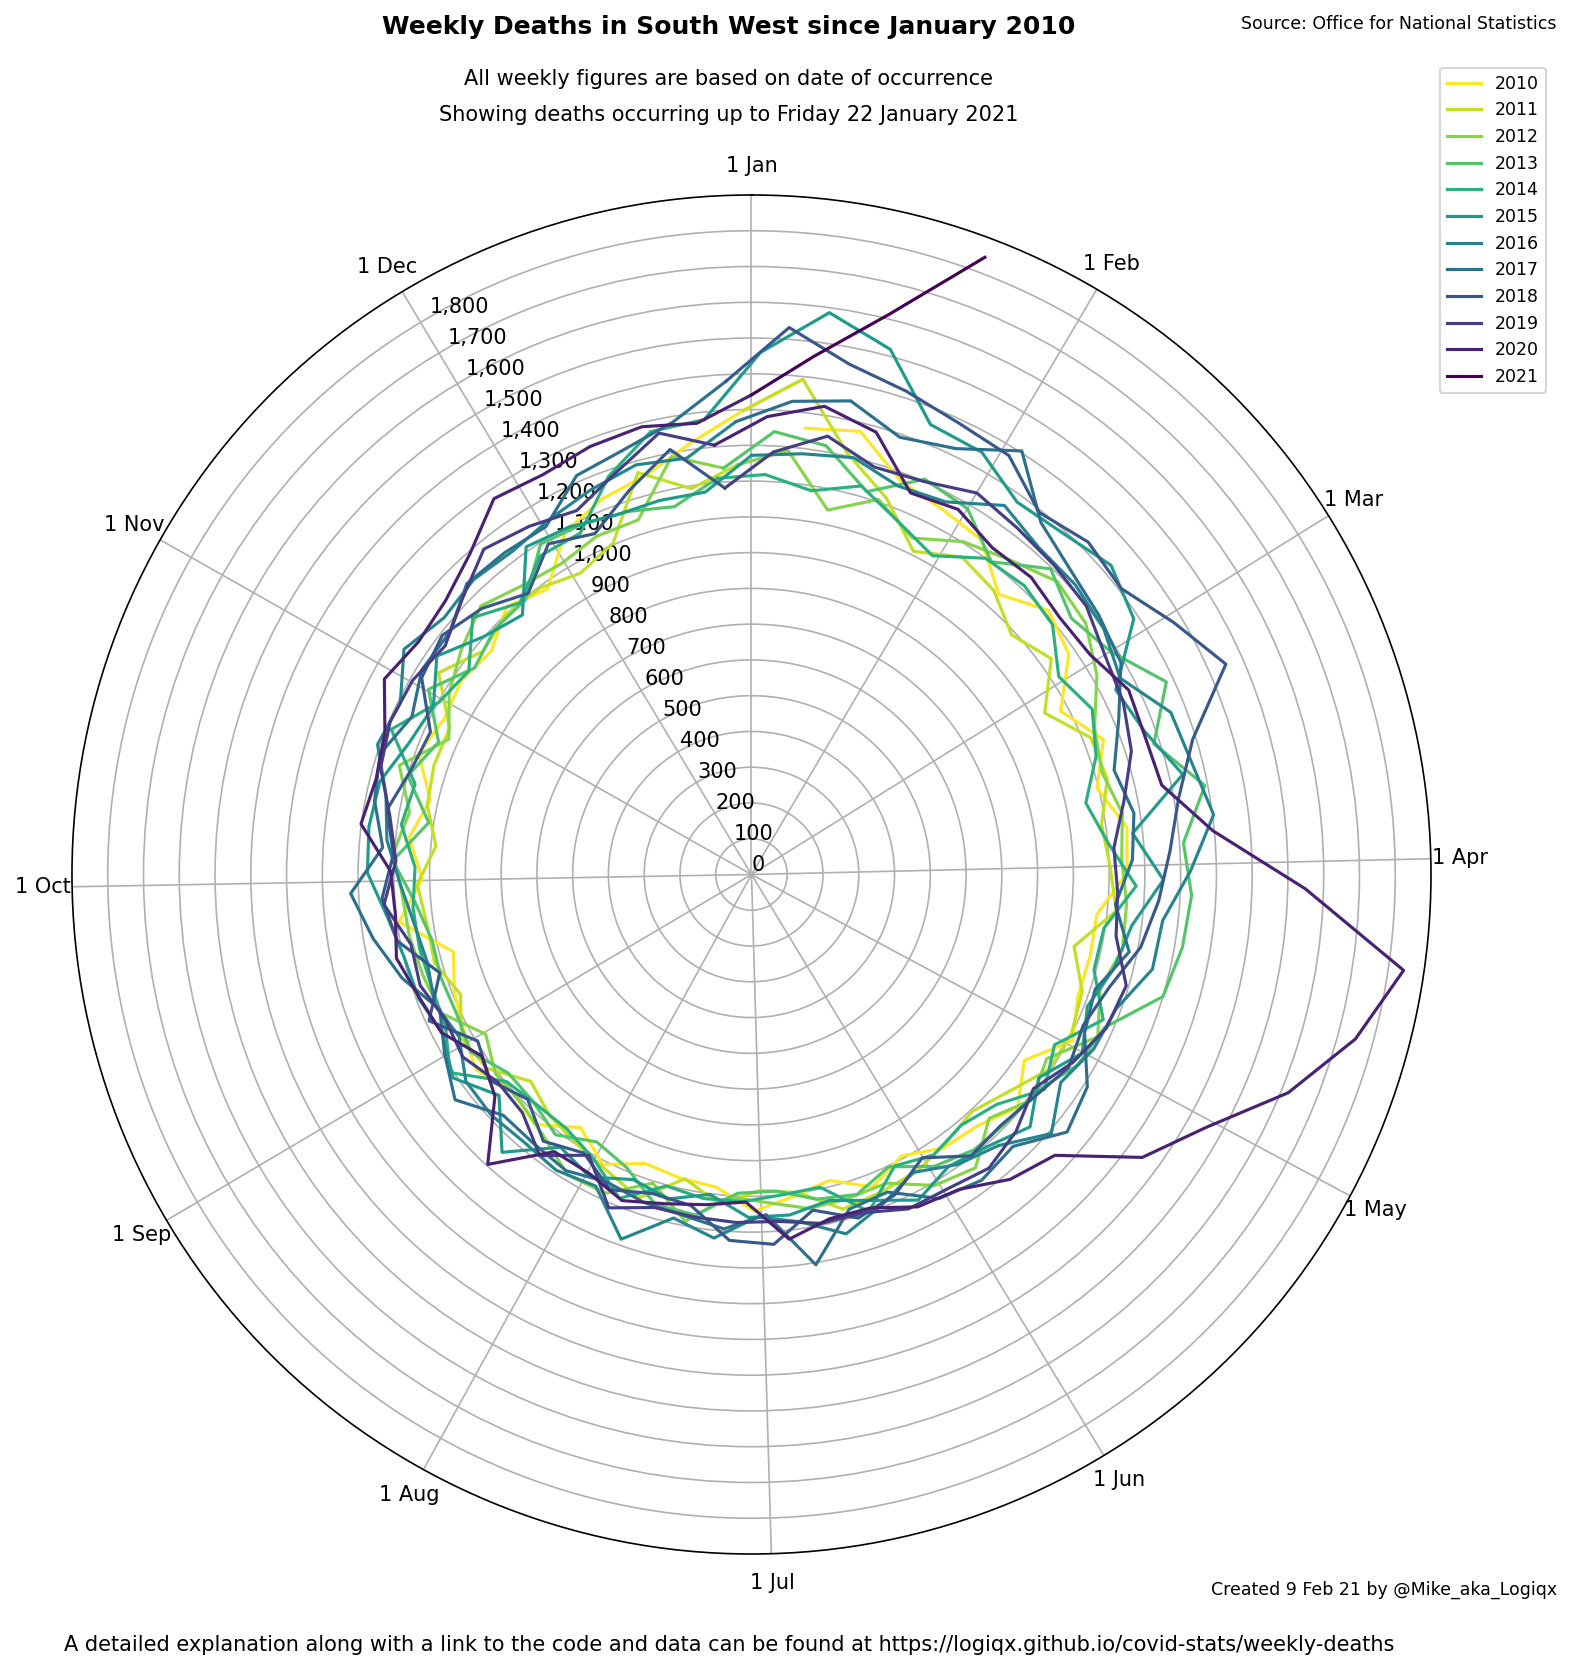 Weekly Deaths in South West since January 2010
Source: Office for National Statistics
All weekly figures are based on date of occurrence
Showing deaths occurring up to Friday 22 January 2021
2010
2011
2012
2013
2014
2015
2016
2017
2018
2019
2020
2021
1 Jan
1 Feb
1 Mar
1 Apr
1 May
1 Jun
1 Jul
1 Aug
1 Sep
1 Oct
1 Nov
1 Dec
1,800
1,700
1,600
1,500
1,400
1,300
1,200
1,100
1,000
900
800
700
600
500
400
300
200
100
0
Created 9 Feb 21 by @Mike_aka_Logiqx
A detailed explanation along with a link to the code and data can be found at https://logiqx.github.io/covid-stats/weekly-deaths